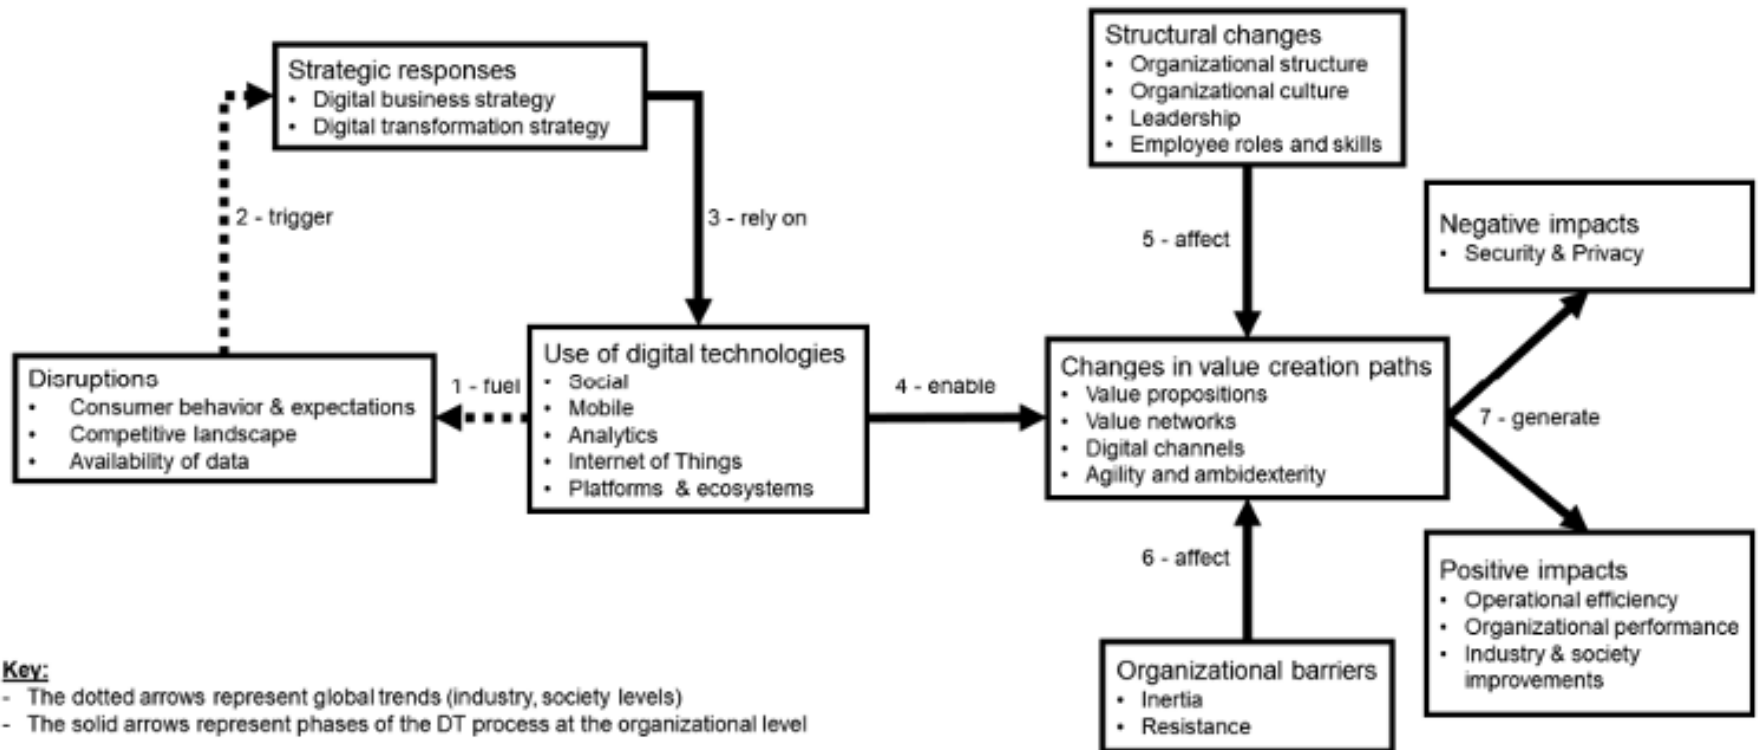 Strategic responses
• Digital business strategy
• Digital transformation strategy
2 - trigger
3 - rely on
Disruptions
• Consumer behavior & expectations
• Competitive landscape
• Availability of data
1 - fuel
Use of digital technologies
• Social
• Mobile
• Analytics
• Internet of Things
• Platforms & ecosystems
4 - enable
Structural changes
• Organizational structure
• Organizational culture
• Leadership
• Employee roles and skills
5 - affect
Changes in value creation paths
• Value propositions
• Value networks
• Digital channels
• Agility and ambidexterity
6 - affect
Organizational barriers
• Inertia
• Resistance
7 - generate
Negative impacts
• Security & Privacy
Positive impacts
• Operational efficiency
• Organizational performance
• Industry & society
improvements
Key:
- The dotted arrows represent global trends (industry, society levels)
- The solid arrows represent phases of the DT process at the organizational level